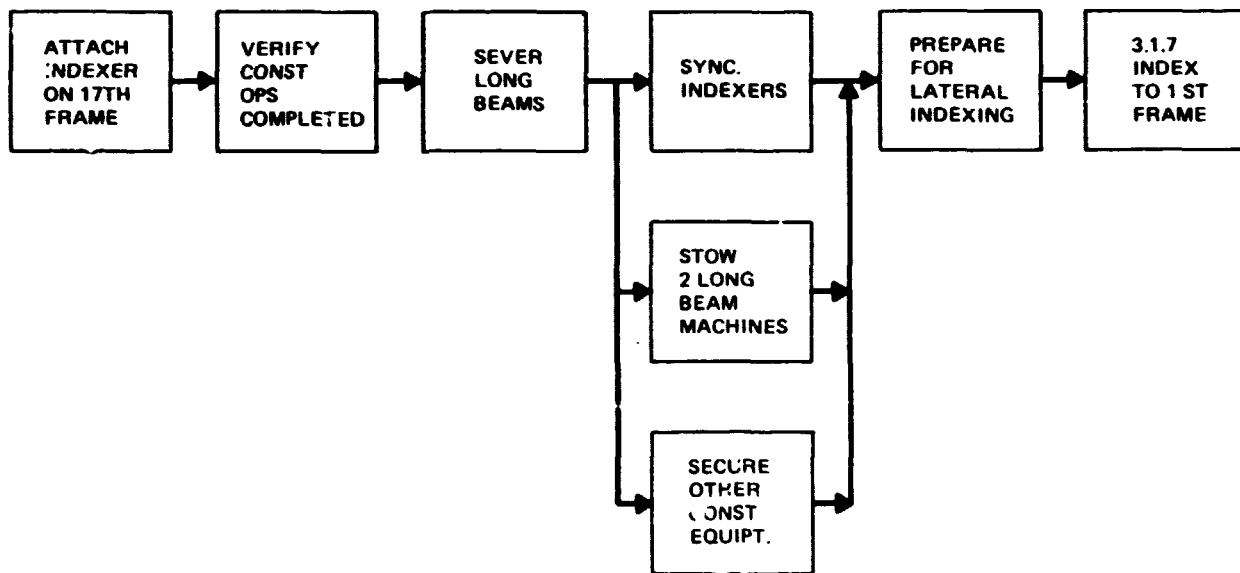 ATTACH
INDEXER
ON 17TH
FRAME
VERIFY
CONST
OPS
COMPLETED
SEVER
LONG
BEAMS
SYNC.
INDEXERS
PREPARE
FOR
LATERAL
INDEXING
3.1.7
INDEX
TO 1 ST
FRAME
STOW
2 LONG
BEAM
MACHINES
SECURE
OTHER
CONST
EQUIPT.